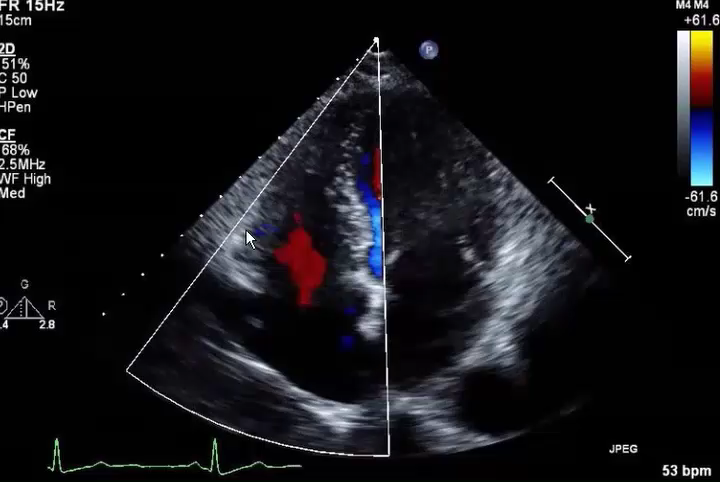 FR 15Hz
15cm
2D
51%
C 50
P Low
HPen
CF
68%
2.5MHz
WF High
Med
P
G
P R
.4 2.8
M4 M4
+61.6
-61.6
cm/s
x
JPEG
53 bpm